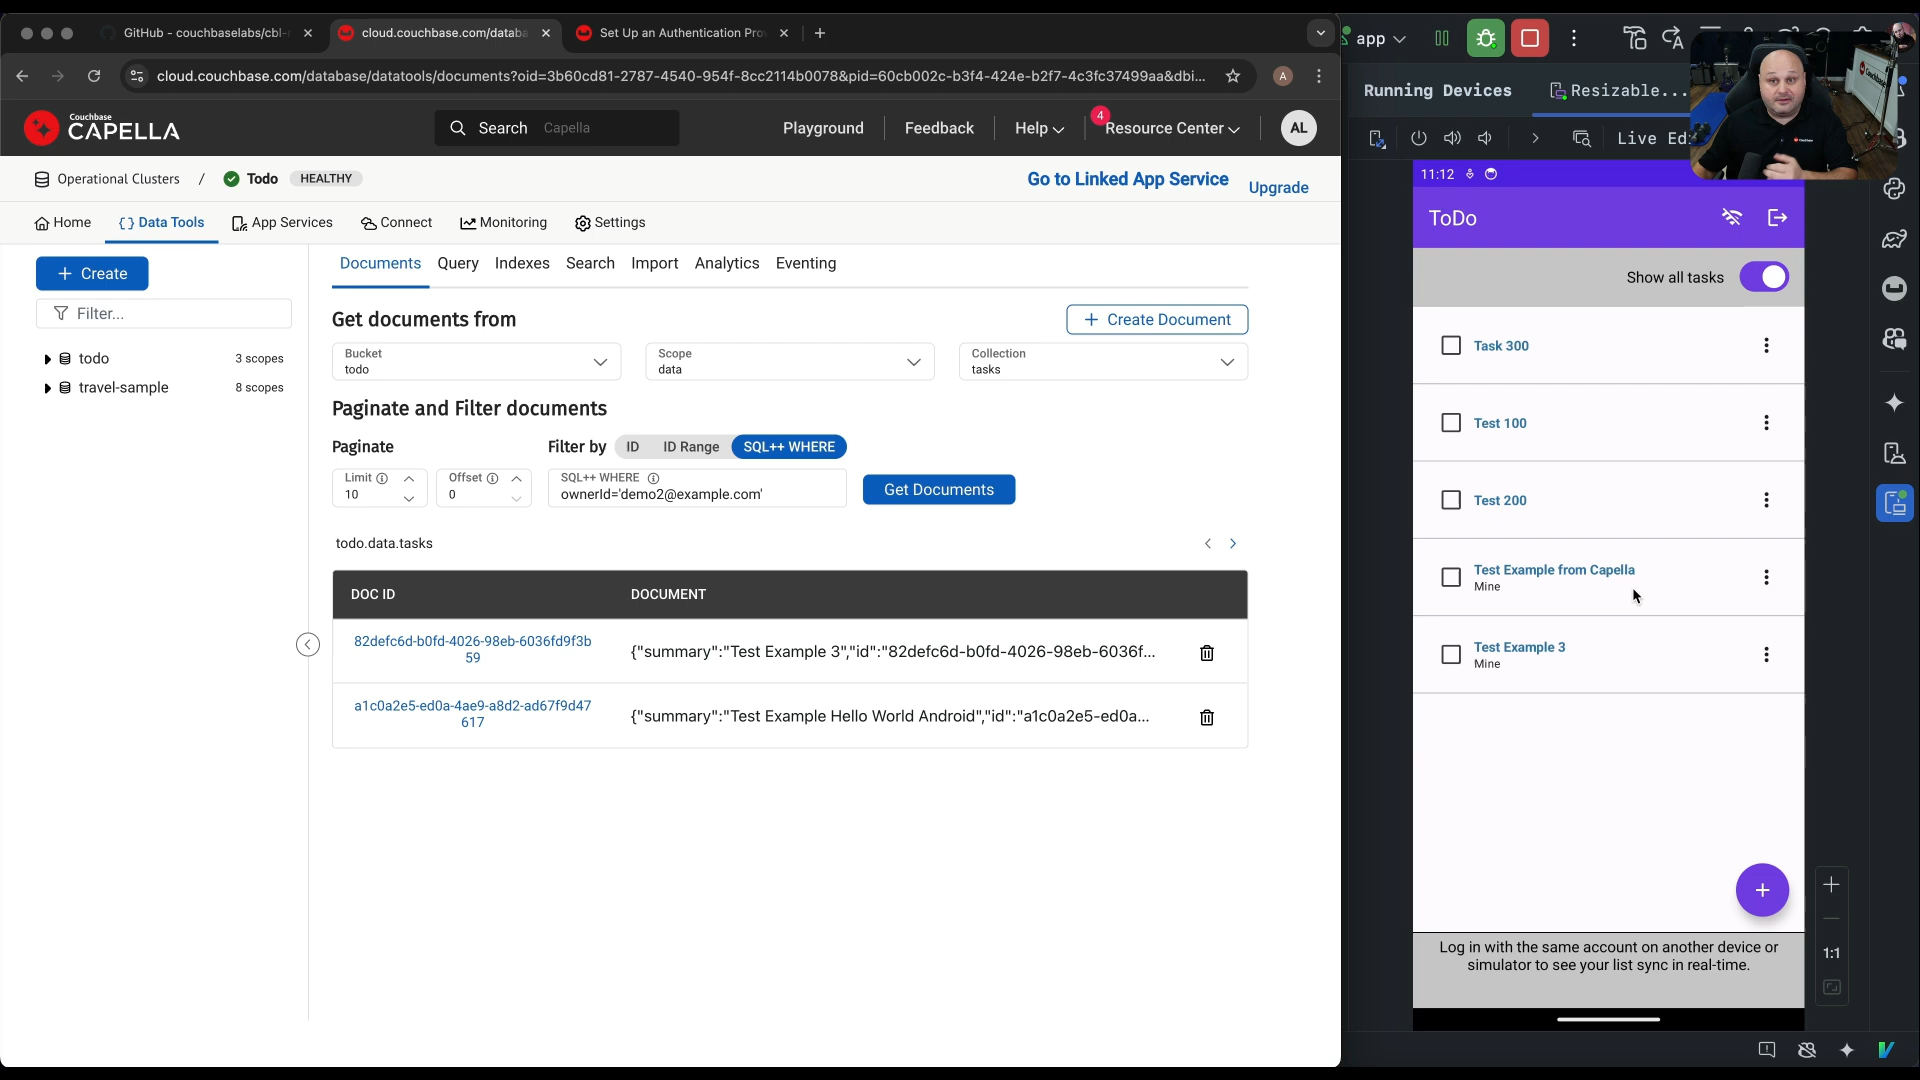 GitHub - couchbaselabs/cbl-
cloud.couchbase.com/databa
Set Up an Authentication Pro
cloud.couchbase.com/database/datatools/documents?oid=3b60cd81-2787-4540-954f-8cc2114b0078&pid=60cb002c-b3f4-424e-b2f7-4c3fc37499aa&dbi...
A
Couchbase
CAPELLA
Search Capella
Playground
Feedback
Help
4
Resource Center
AL
Operational Clusters / Todo HEALTHY
Go to Linked App Service
Upgrade
Home
Data Tools
App Services
Connect
Monitoring
Settings
+ Create
Filter...
todo 3 scopes
travel-sample 8 scopes
Documents Query Indexes Search Import Analytics Eventing
Get documents from
+ Create Document
Bucket
todo
Scope
data
Collection
tasks
Paginate and Filter documents
Paginate
Filter by ID ID Range SQL++ WHERE
Limit
10
Offset
0
SQL++ WHERE
ownerId='demo2@example.com'
Get Documents
todo.data.tasks
DOC ID DOCUMENT
82defc6d-b0fd-4026-98eb-6036fd9f3b
59
{"summary":"Test Example 3","id":"82defc6d-b0fd-4026-98eb-6036f...
a1c0a2e5-ed0a-4ae9-a8d2-ad67f9d47
617
{"summary":"Test Example Hello World Android","id":"a1c0a2e5-ed0a...
app
Running Devices
Resizable...
Live Ed
11:12
ToDo
Show all tasks
Task 300
Test 100
Test 200
Test Example from Capella
Mine
Test Example 3
Mine
+
Log in with the same account on another device or
simulator to see your list sync in real-time.
1:1